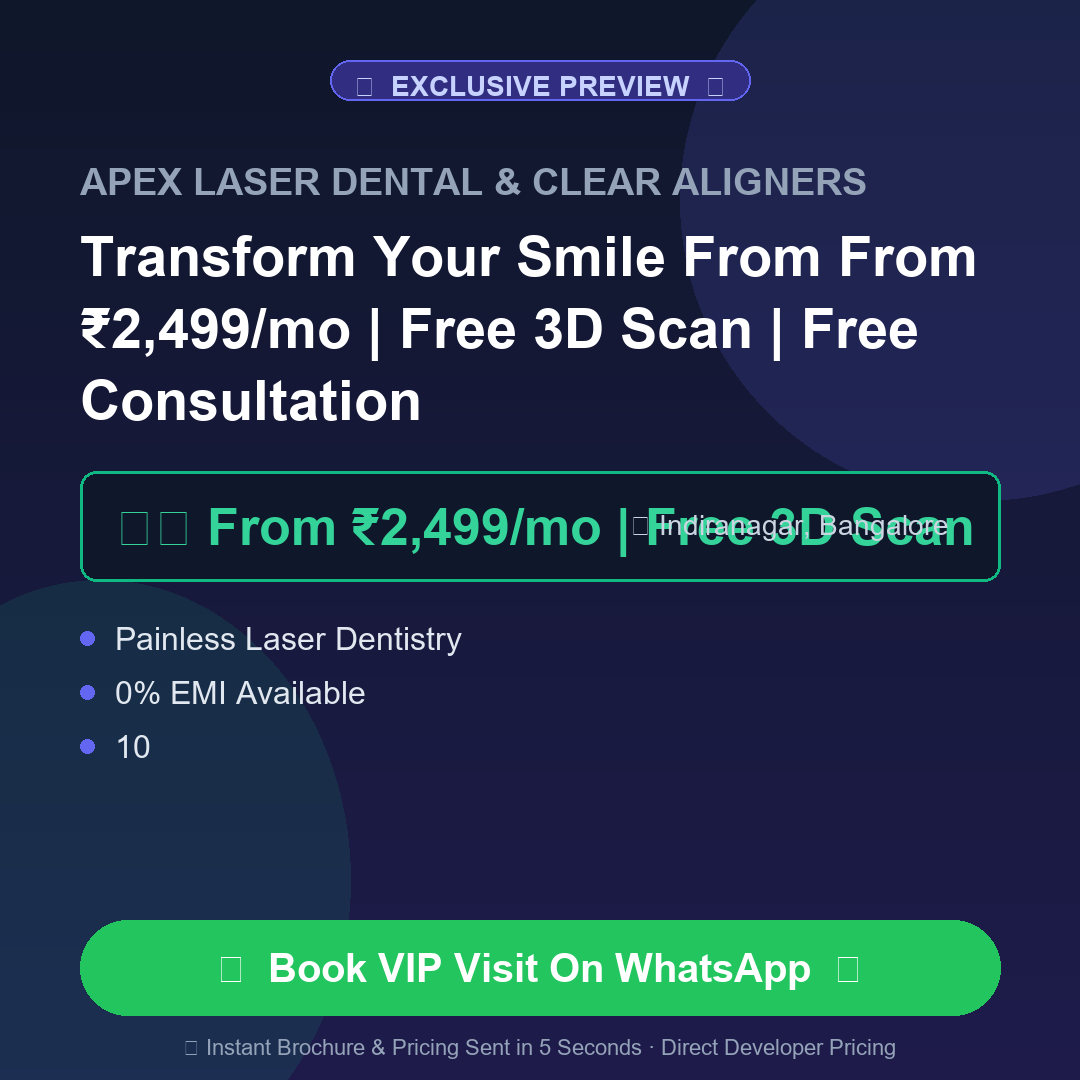 EXCLUSIVE PREVIEW
APEX LASER DENTAL & CLEAR ALIGNERS
Transform Your Smile From From
₹2,499/mo | Free 3D Scan | Free
Consultation
From ₹2,499/mo | Free 3D Scan
Indiranagar, Bangalore
Painless Laser Dentistry
0% EMI Available
10
Book VIP Visit On WhatsApp
Instant Brochure & Pricing Sent in 5 Seconds · Direct Developer Pricing